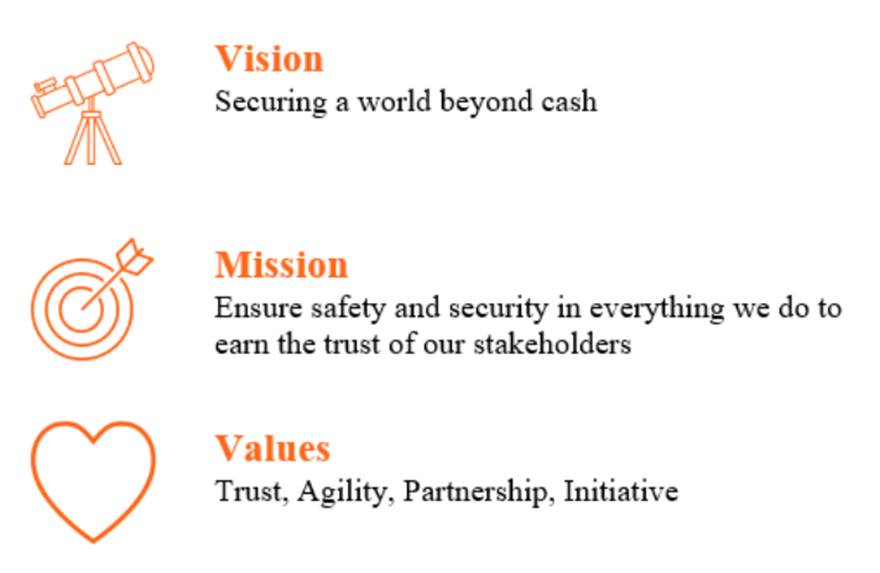 Vision
Securing a world beyond cash
Mission
Ensure safety and security in everything we do to
earn the trust of our stakeholders
Values
Trust, Agility, Partnership, Initiative